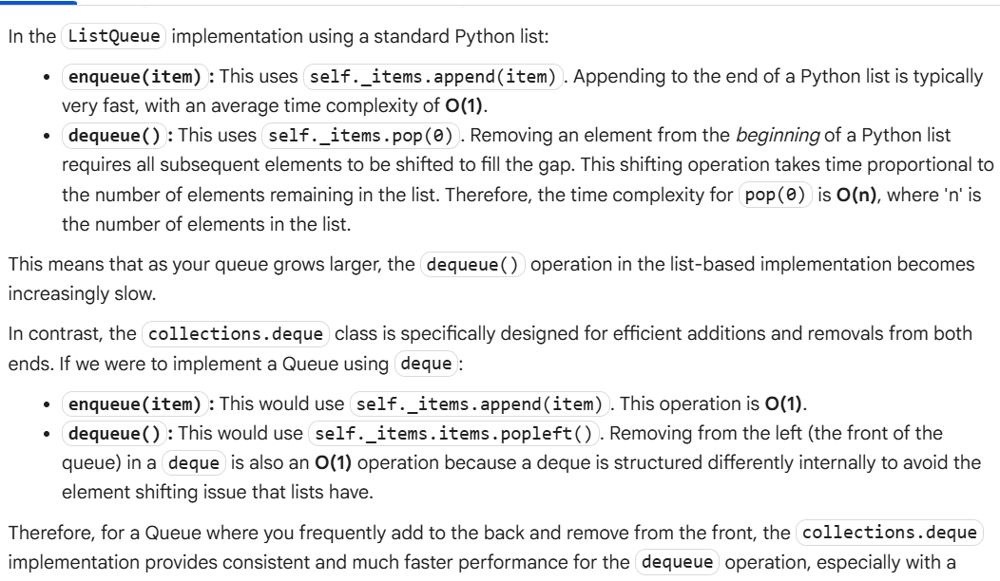 In the ListQueue implementation using a standard Python list:
• enqueue(item): This uses self._items.append(item). Appending to the end of a Python list is typically
very fast, with an average time complexity of O(1).
• dequeue(): This uses self._items.pop(0). Removing an element from the beginning of a Python list
requires all subsequent elements to be shifted to fill the gap. This shifting operation takes time proportional to
the number of elements remaining in the list. Therefore, the time complexity for pop(0) is O(n), where 'n' is
the number of elements in the list.
This means that as your queue grows larger, the dequeue() operation in the list-based implementation becomes
increasingly slow.
In contrast, the collections.deque class is specifically designed for efficient additions and removals from both
ends. If we were to implement a Queue using deque:
• enqueue(item): This would use self._items.append(item). This operation is O(1).
• dequeue(): This would use self._items.items.popleft(). Removing from the left (the front of the
queue) in a deque is also an O(1) operation because a deque is structured differently internally to avoid the
element shifting issue that lists have.
Therefore, for a Queue where you frequently add to the back and remove from the front, the collections.deque
implementation provides consistent and much faster performance for the dequeue operation, especially with a